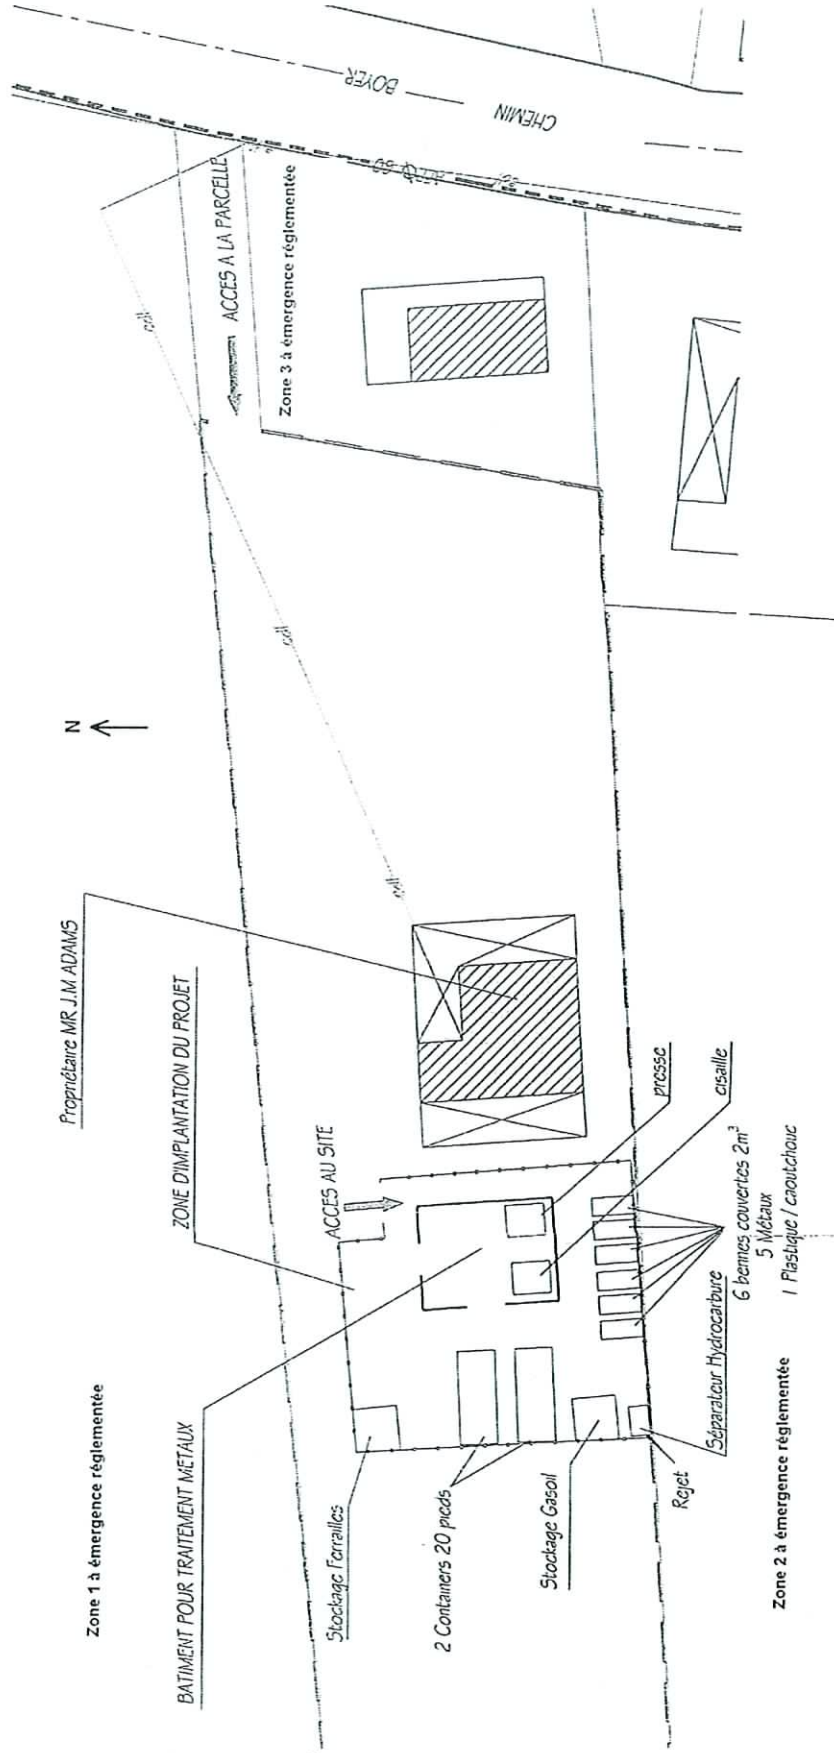 Zone 1 à émergence réglementée
BATIMENT POUR TRAITEMENT METAUX
ZONE D'IMPLANTATION DU PROJET
Propriétaire MR J.M ADAMS
N
Stockage Ferrailles
2 Containers 20 pieds
Stockage Gasoil
Rejet
Séparateur Hydrocarbure
ACCES AU SITE
presse
cisaille
6 bennes couvertes 2m³
5 Métaux
1 Plastique / caoutchouc
Zone 2 à émergence réglementée
ACCES A LA PARCELLE
Zone 3 à émergence réglementée
CHEMIN
BOYER